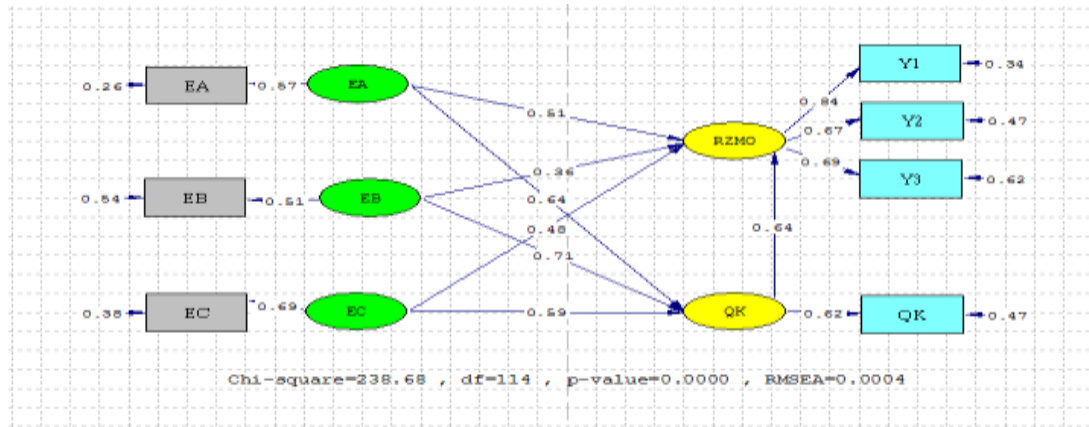 Y1
0.34
0.26
EA
0.57
EA
0.84
0.51
Y2
0.47
0.67
RZMO
0.36
0.69
Y3
0.62
0.54
EB
0.51
EB
0.64
0.48
0.64
0.71
0.38
EC
0.69
EC
0.59
QK
0.62
QK
0.47
Chi-square=238.68 , df=114 , p-value=0.0000 , RMSEA=0.0004